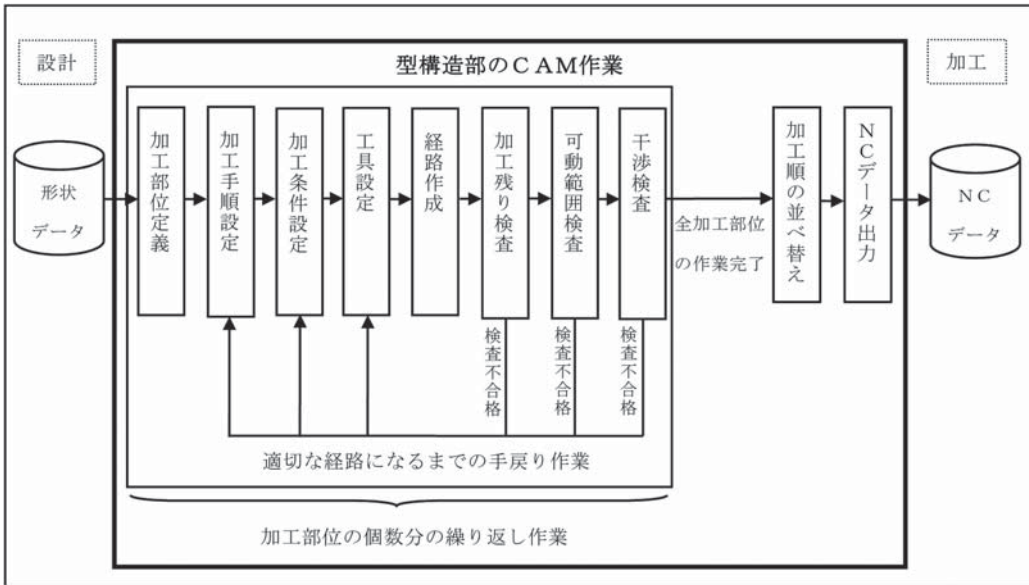 設計
型構造部のCAM作業
加工
形状
データ
加工部位定義
加工手順設定
加工条件設定
工具設定
経路作成
加工残り検査
可動範囲検査
干渉検査
全加工部位
の作業完了
加工順の並べ替え
NCデータ出力
NC
データ
検査不合格
検査不合格
検査不合格
適切な経路になるまでの手戻り作業
加工部位の個数分の繰り返し作業